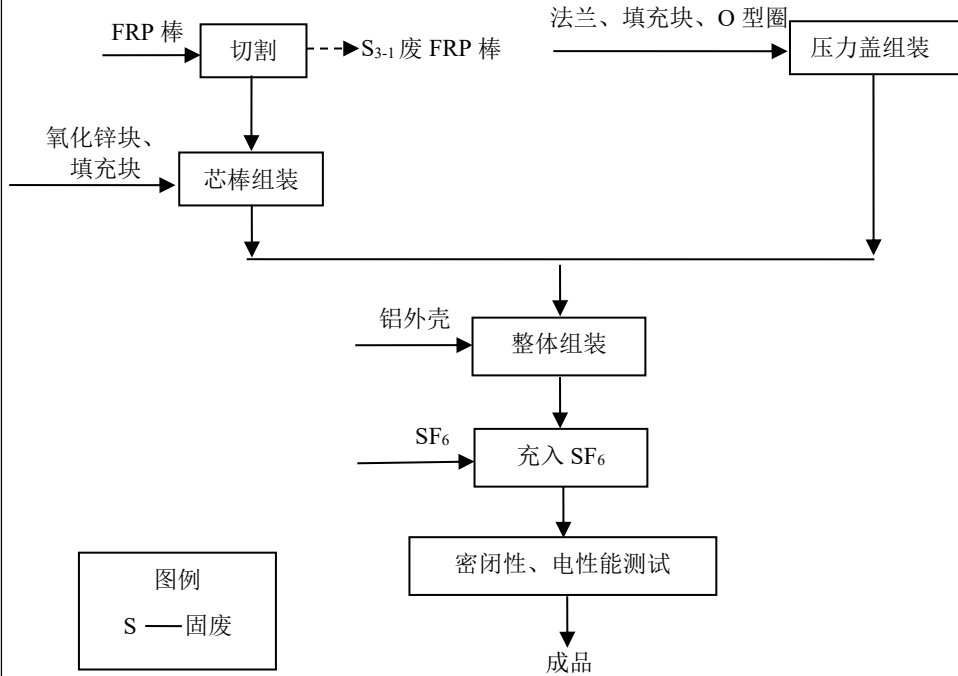 FRP 棒
切割
S3-1 废 FRP 棒
法兰、填充块、O 型圈
压力盖组装
氧化锌块、
填充块
芯棒组装
铝外壳
整体组装
SF6
充入 SF6
密闭性、电性能测试
图例
S — 固废
成品